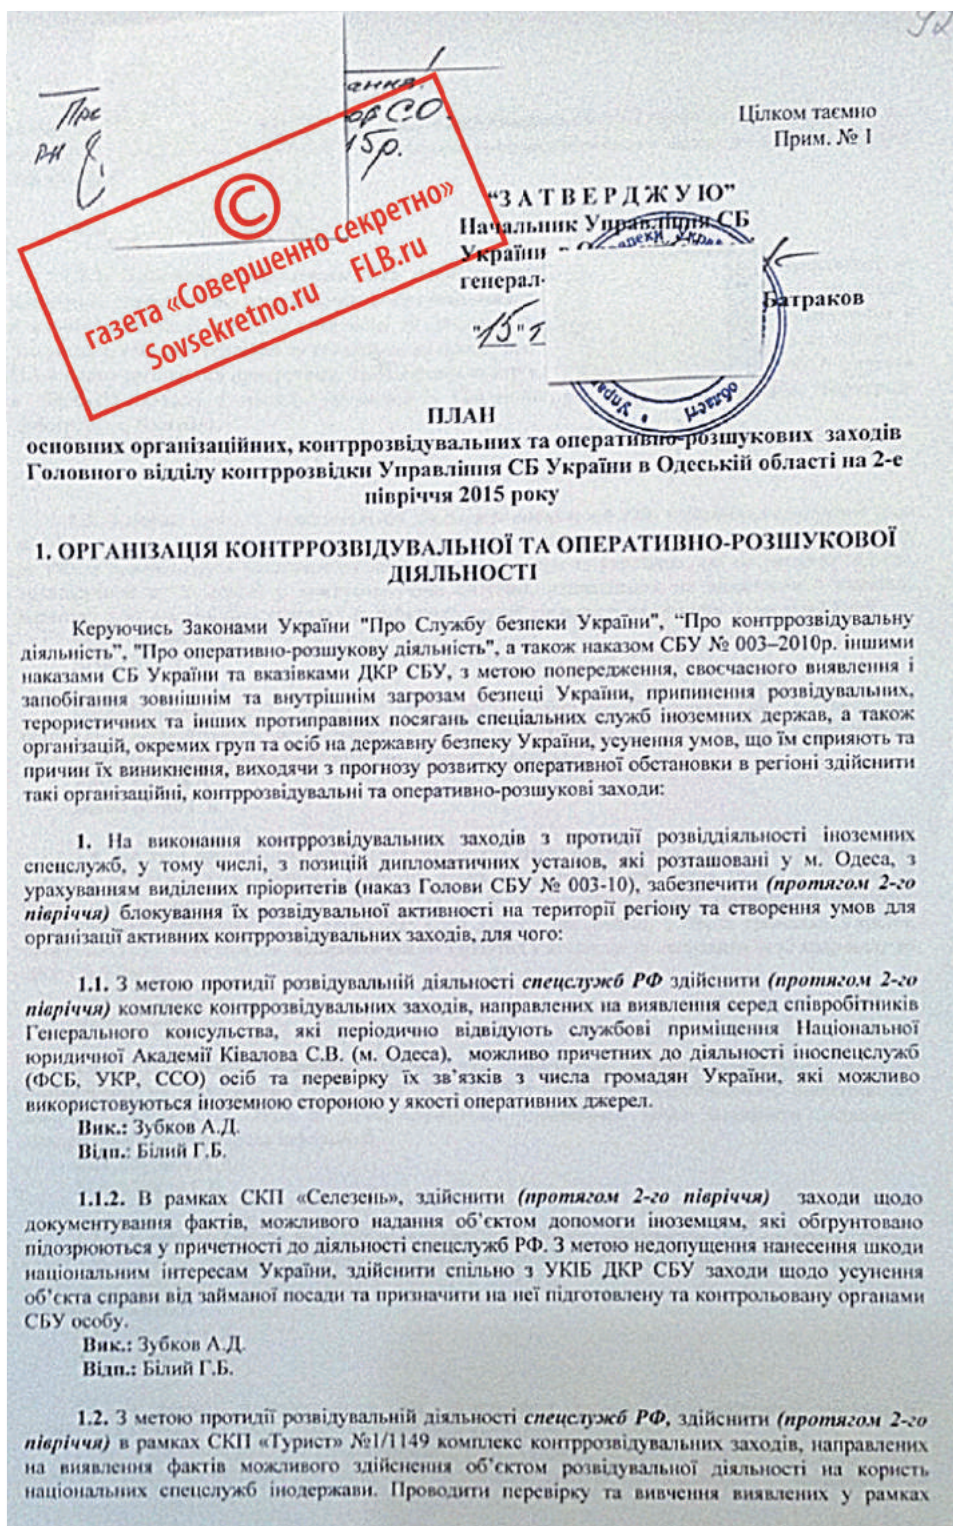 92
анка.
Пре
ор СО.
рн
15р.
Цілком таємно
Прим. № 1
©
газета «Совершенно секретно»
Sovsekretno.ru FLB.ru
“З А Т В Е Р Д Ж У Ю”
Начальник Управління СБ
України в
генерал-
Батраков
"15"
области
ПЛАН
основних організаційних, контррозвідувальних та оперативно-розшукових заходів
Головного відділу контррозвідки Управління СБ України в Одеській області на 2-е
півріччя 2015 року
1. ОРГАНІЗАЦІЯ КОНТРРОЗВІДУВАЛЬНОЇ ТА ОПЕРАТИВНО-РОЗШУКОВОЇ
ДІЯЛЬНОСТІ
Керуючись Законами України "Про Службу безпеки України", “Про контррозвідувальну
діяльність”, "Про оперативно-розшукову діяльність", а також наказом СБУ № 003–2010р. іншими
наказами СБ України та вказівками ДКР СБУ, з метою попередження, своєчасного виявлення і
запобігання зовнішнім та внутрішнім загрозам безпеці України, припинення розвідувальних,
терористичних та інших протиправних посягань спеціальних служб іноземних держав, а також
організацій, окремих груп та осіб на державну безпеку України, усунення умов, що їм сприяють та
причин їх виникнення, виходячи з прогнозу розвитку оперативної обстановки в регіоні здійснити
такі організаційні, контррозвідувальні та оперативно-розшукові заходи:
1. На виконання контррозвідувальних заходів з протидії розвіддіяльності іноземних
спецслужб, у тому числі, з позицій дипломатичних установ, які розташовані у м. Одеса, з
урахуванням виділених пріоритетів (наказ Голови СБУ № 003-10), забезпечити (протягом 2-го
півріччя) блокування їх розвідувальної активності на території регіону та створення умов для
організації активних контррозвідувальних заходів, для чого:
1.1. З метою протидії розвідувальній діяльності спецслужб РФ здійснити (протягом 2-го
півріччя) комплекс контррозвідувальних заходів, направлених на виявлення серед співробітників
Генерального консульства, які періодично відвідують службові приміщення Національної
юридичної Академії Ківалова С.В. (м. Одеса), можливо причетних до діяльності іноспецслужб
(ФСБ, УКР, ССО) осіб та перевірку їх зв’язків з числа громадян України, які можливо
використовуються іноземною стороною у якості оперативних джерел.
Вик.: Зубков А.Д.
Відп.: Білий Г.Б.
1.1.2. В рамках СКП «Селезень», здійснити (протягом 2-го півріччя) заходи щодо
документування фактів, можливого надання об’єктом допомоги іноземцям, які обгрунтовано
підозрюються у причетності до діяльності спецслужб РФ. З метою недопущення нанесення шкоди
національним інтересам України, здійснити спільно з УКІБ ДКР СБУ заходи щодо усунення
об’єкта справи від займаної посади та призначити на неї підготовлену та контрольовану органами
СБУ особу.
Вик.: Зубков А.Д.
Відп.: Білий Г.Б.
1.2. З метою протидії розвідувальній діяльності спецслужб РФ, здійснити (протягом 2-го
півріччя) в рамках СКП «Турист» №1/1149 комплекс контррозвідувальних заходів, направлених
на виявлення фактів можливого здійснення об’єктом розвідувальної діяльності на користь
національних спецслужб інодержави. Проводити перевірку та вивчення виявлених у рамках